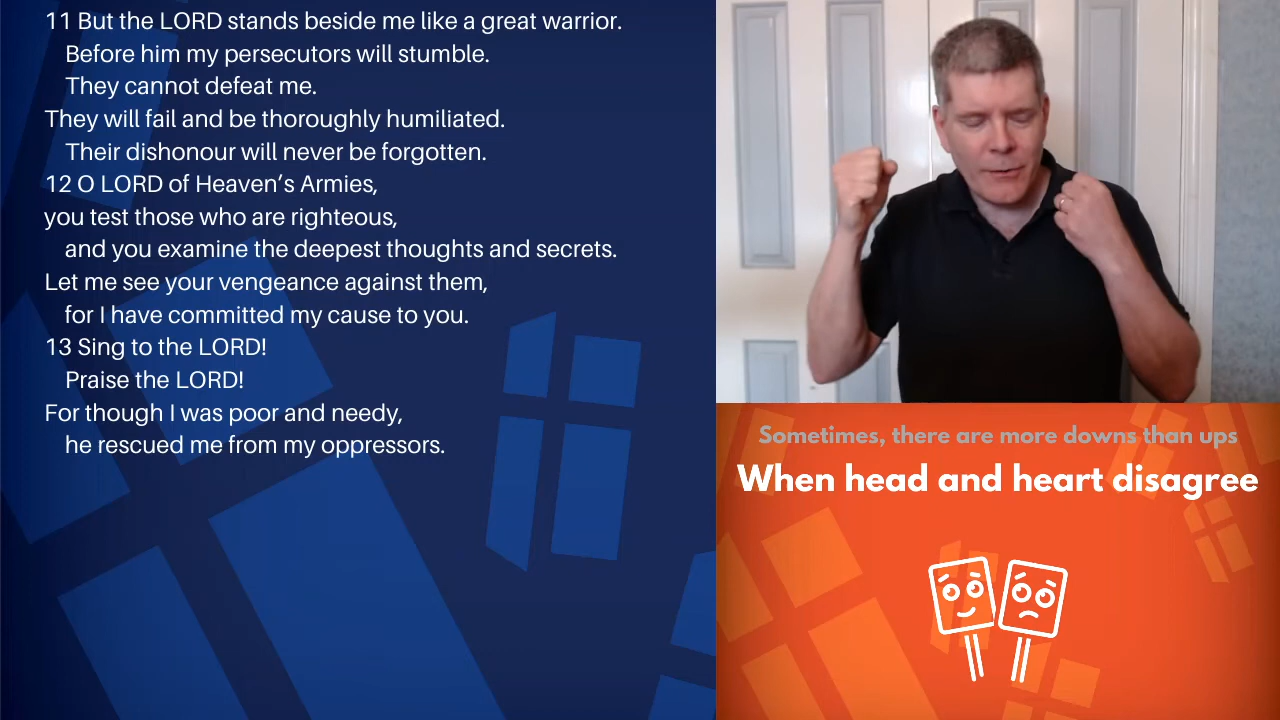 11 But the LORD stands beside me like a great warrior.
Before him my persecutors will stumble.
They cannot defeat me.
They will fail and be thoroughly humiliated.
Their dishonour will never be forgotten.
12 O LORD of Heaven’s Armies,
you test those who are righteous,
and you examine the deepest thoughts and secrets.
Let me see your vengeance against them,
for I have committed my cause to you.
13 Sing to the LORD!
Praise the LORD!
For though I was poor and needy,
he rescued me from my oppressors.
Sometimes, there are more downs than ups
When head and heart disagree